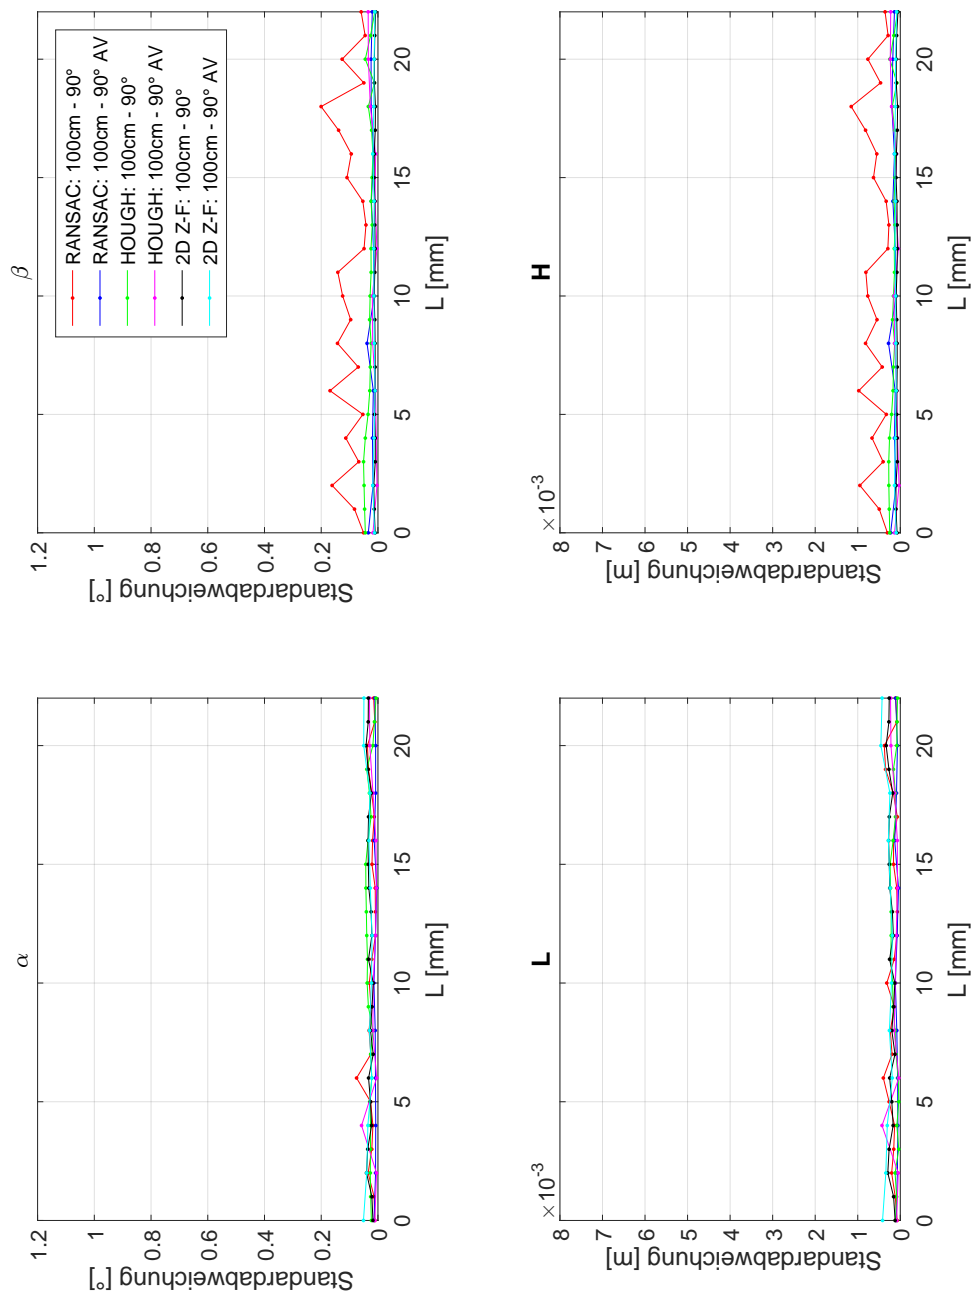 α
1.2
1
0.8
0.6
0.4
0.2
0
Standardabweichung [°]
0 5 10 15 20
L [mm]
β
1.2
1
0.8
0.6
0.4
0.2
0
Standardabweichung [°]
0 5 10 15 20
L [mm]
RANSAC: 100cm - 90°
RANSAC: 100cm - 90° AV
HOUGH: 100cm - 90°
HOUGH: 100cm - 90° AV
2D Z-F: 100cm - 90°
2D Z-F: 100cm - 90° AV
L
×10⁻³
8
7
6
5
4
3
2
1
0
Standardabweichung [m]
0 5 10 15 20
L [mm]
H
×10⁻³
8
7
6
5
4
3
2
1
0
Standardabweichung [m]
0 5 10 15 20
L [mm]